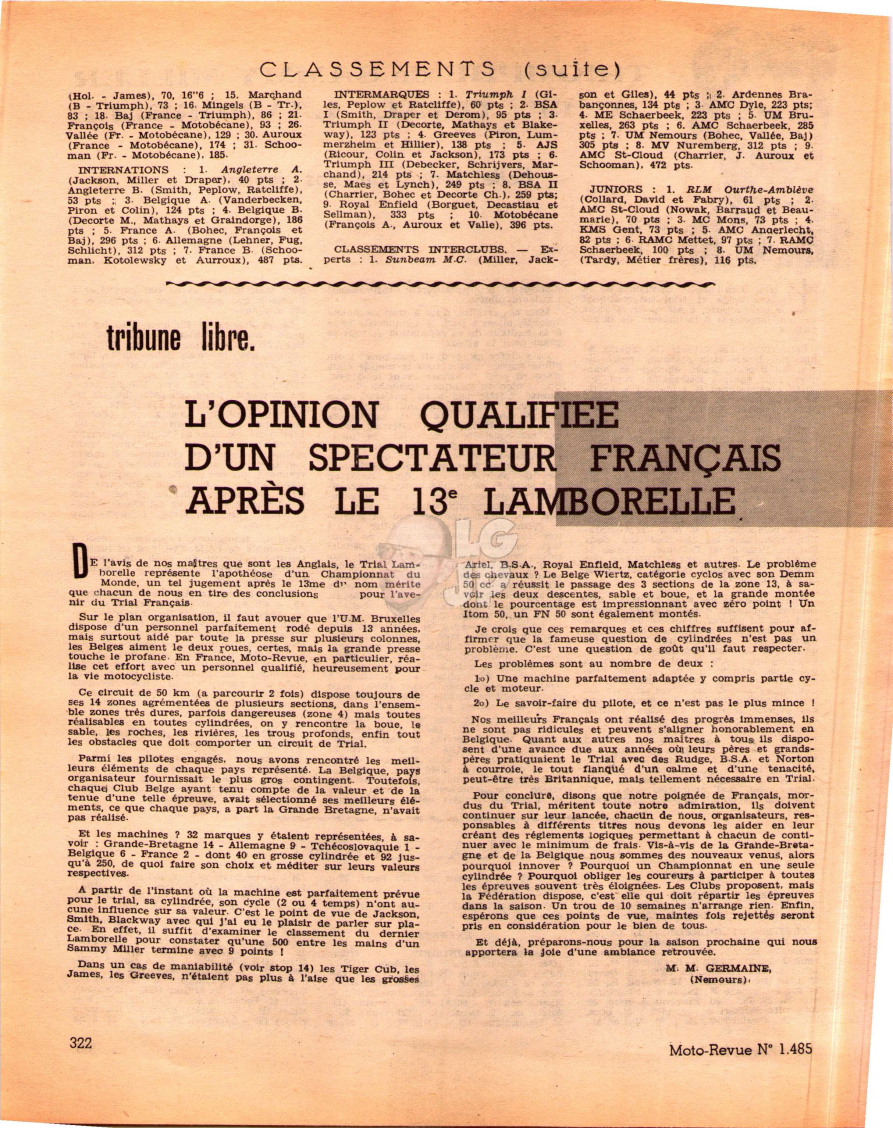 CLASSEMENTS (suite)
(Hol. - James), 70, 16"6 ; 15. Marchand
(B - Triumph), 73 ; 16. Mingels (B - Tr.),
83 ; 18. Baj (France - Triumph), 86 ; 21.
François (France - Motobécane), 93 ; 26.
Vallée (Fr. - Motobécane), 129 ; 30. Auroux
(France - Motobécane), 174 ; 31. Schoo-
man (Fr. - Motobécane). 185.
INTERNATIONS : 1. Angleterre A.
(Jackson, Miller et Draper). 40 pts ; 2.
Angleterre B. (Smith, Peplow, Ratcliffe),
53 pts ; 3. Belgique A. (Vanderbecken,
Piron et Colin), 124 pts ; 4. Belgique B.
(Decorte M., Mathays et Graindorge), 186
pts ; 5. France A. (Bohec, François et
Baj), 296 pts ; 6. Allemagne (Lehner, Fug,
Schlicht), 312 pts ; 7. France B. (Schoo-
man. Kotolewsky et Aurroux), 487 pts.
INTERMARQUES : 1. Triumph I (Gi-
les, Peplow et Ratcliffe), 60 pts ; 2. BSA
I (Smith, Draper et Derom), 95 pts ; 3.
Triumph II (Decorte, Mathays et Blake-
way), 123 pts ; 4. Greeves Piron, Lum-
merzheim et Hillier), 138 pts ; 5. AJS
(Ricour, Colin et Jackson), 173 pts ; 6.
Triumph III (Debecker, Schrijvers, Mar-
chand), 214 pts ; 7. Matchless (Dehous-
se, Maes et Lynch), 249 pts ; 8. BSA II
(Charrier, Bohec et Decorte Ch.), 259 pts;
9. Royal Enfield (Borguet, Decastiau et
Sellman), 333 pts ; 10. Motobécane
(François A., Auroux et Valle), 396 pts.
CLASSEMENTS INTERCLUBS. — Ex-
perts : 1. Sunbeam M.C. (Miller, Jack-
son et Giles), 44 pts ; 2. Ardennes Bra-
bançonnes, 134 pts ; 3. AMC Dyle, 223 pts;
4. ME Schaerbeek, 223 pts ; 5. UM Bru-
xelles, 263 pts ; 6. AMC Schaerbeek, 285
pts ; 7. UM Nemours (Bohec, Vallée, Baj)
305 pts ; 8. MV Nuremberg, 312 pts ; 9.
AMC St-Cloud (Charrier, J. Auroux et
Schooman). 472 pts.
JUNIORS : 1. RLM Ourthe-Amblève
(Collard, David et Fabry), 61 pts ; 2.
AMC St-Cloud (Nowak, Barraud et Beau-
marie), 70 pts ; 3. MC Mons, 73 pts ; 4.
KMS Gent, 73 pts ; 5. AMC Anderlecht,
82 pts ; 6. RAMC Mettet, 97 pts ; 7. RAMC
Schaerbeek, 100 pts ; 8. UM Nemours,
(Tardy, Métier frères), 116 pts.
tribune libre.
L'OPINION QUALIFIEE
D'UN SPECTATEUR FRANÇAIS
APRÈS LE 13e LAMBORELLE
DE l'avis de nos maîtres que sont les Anglais, le Trial Lam-
borelle représente l'apothéose d'un Championnat du
Monde, un tel jugement après le 13me du nom mérite
que chacun de nous en tire des conclusions pour l'ave-
nir du Trial Français.
Sur le plan organisation, il faut avouer que l'U.M. Bruxelles
dispose d'un personnel parfaitement rodé depuis 13 années,
mais surtout aidé par toute la presse sur plusieurs colonnes,
les Belges aiment le deux roues, certes, mais la grande presse
touche le profane. En France, Moto-Revue, en particulier, réa-
lise cet effort avec un personnel qualifié, heureusement pour
la vie motocycliste.
Ce circuit de 50 km (a parcourir 2 fois) dispose toujours de
ses 14 zones agrémentées de plusieurs sections, dans l'ensem-
ble zones très dures, parfois dangereuses (zone 4) mais toutes
réalisables en toutes cylindrées, on y rencontre la boue, le
sable, les roches, les rivières, les trous profonds, enfin tout
les obstacles que doit comporter un circuit de Trial.
Parmi les pilotes engagés. nous avons rencontré les meil-
leurs éléments de chaque pays représenté. La Belgique, pays
organisateur fournissait le plus gros contingent. Toutefois,
chaque Club Belge ayant tenu compte de la valeur et de la
tenue d'une telle épreuve, avait sélectionné ses meilleurs élé-
ments, ce que chaque pays, a part la Grande Bretagne, n'avait
pas réalisé.
Et les machines ? 32 marques y étaient représentées, à sa-
voir : Grande-Bretagne 14 - Allemagne 9 - Tchécoslovaquie 1 -
Belgique 6 - France 2 - dont 40 en grosse cylindrée et 92 jus-
qu'à 250, de quoi faire son choix et méditer sur leurs valeurs
respectives.
A partir de l'instant où la machine est parfaitement prévue
pour le trial, sa cylindrée, son cycle (2 ou 4 temps) n'ont au-
cune influence sur sa valeur. C'est le point de vue de Jackson,
Smith, Blackway avec qui j'ai eu le plaisir de parler sur pla-
ce. En effet, il suffit d'examiner le classement du dernier
Lamborelle pour constater qu'une 500 entre les mains d'un
Sammy Miller termine avec 9 points !
Dans un cas de maniabilité (voir stop 14) les Tiger Cub, les
James, les Greeves, n'étaient pas plus à l'aise que les grosses
Ariel, B.S.A., Royal Enfield, Matchless et autres. Le problème
des chevaux ? Le Belge Wiertz, catégorie cyclos avec son Demm
50 cc a réussit le passage des 3 sections de la zone 13, à sa-
voir les deux descentes, sable et boue, et la grande montée
dont le pourcentage est impressionnant avec zéro point ! Un
Itom 50, un FN 50 sont également montés.
Je crois que ces remarques et ces chiffres suffisent pour af-
firmer que la fameuse question de cylindrées n'est pas un
problème. C'est une question de goût qu'il faut respecter.
Les problèmes sont au nombre de deux :
1o) Une machine parfaitement adaptée y compris partie cy-
cle et moteur.
2o) Le savoir-faire du pilote, et ce n'est pas le plus mince !
Nos meilleurs Français ont réalisé des progrès immenses, ils
ne sont pas ridicules et peuvent s'aligner honorablement en
Belgique. Quant aux autres nos maîtres à tous ils dispo-
sent d'une avance due aux années où leurs pères et grands-
pères pratiquaient le Trial avec des Rudge, B.S.A. et Norton
à courroie, le tout flanqué d'un calme et d'une tenacité,
peut-être très Britannique, mais tellement nécessaire en Trial.
Pour conclure, disons que notre poignée de Français, mor-
dus du Trial, méritent toute notre admiration, ils doivent
continuer sur leur lancée, chacun de nous, organisateurs, res-
ponsables à différents titres nous devons les aider en leur
créant des réglements logiques permettant à chacun de conti-
nuer avec le minimum de frais. Vis-à-vis de la Grande-Breta-
gne et de la Belgique nous sommes des nouveaux venus, alors
pourquoi innover ? Pourquoi un Championnat en une seule
cylindrée ? Pourquoi obliger les coureurs à participer à toutes
les épreuves souvent très éloignées. Les Clubs proposent, mais
la Fédération dispose, c'est elle qui doit répartir les épreuves
dans la saison. Un trou de 10 semaines n'arrange rien. Enfin,
espérons que ces points de vue, maintes fois rejettés seront
pris en considération pour le bien de tous.
Et déjà, préparons-nous pour la saison prochaine qui nous
apportera la joie d'une ambiance retrouvée.
M. M. GERMAINE,
(Nemours).
LG
322
Moto-Revue N° 1.485